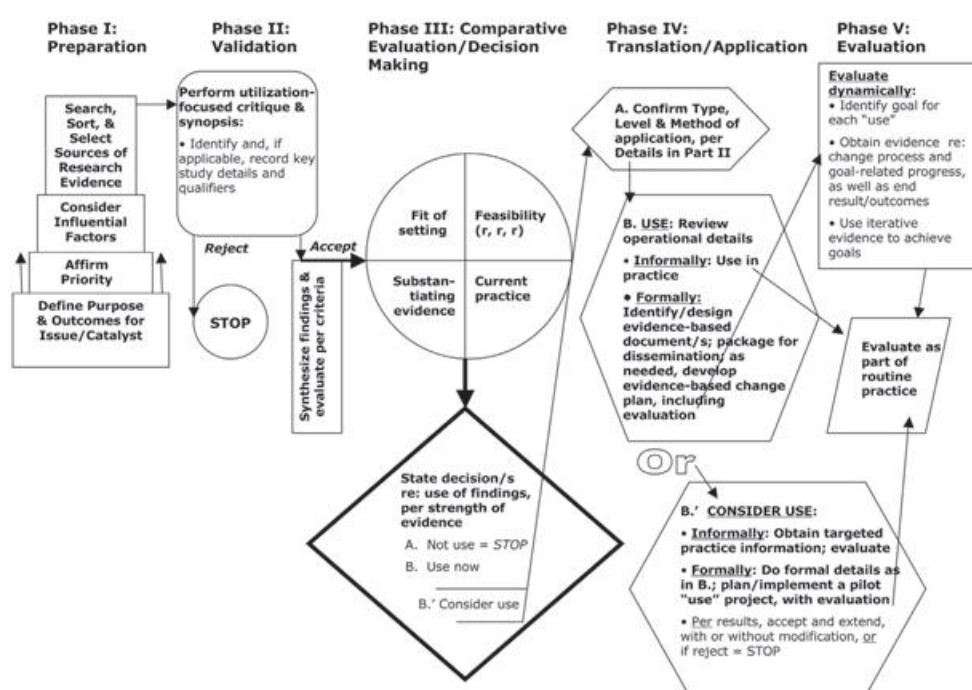 Phase I:
Preparation
Phase II:
Validation
Phase III: Comparative
Evaluation/Decision
Making
Phase IV:
Translation/Application
Phase V:
Evaluation
Search,
Sort, &
Select
Sources of
Research
Evidence
Consider
Influential
Factors
Affirm
Priority
Define Purpose
& Outcomes for
Issue/Catalyst
Perform utilization-
focused critique &
synopsis:
• Identify and, if
applicable, record key
study details and
qualifiers
Reject
Accept
STOP
Synthesize findings &
evaluate per criteria
Fit of
setting
Feasibility
(r, r, r)
Substan-
tiating
evidence
Current
practice
State decision/s
re: use of findings,
per strength of
evidence
A. Not use = STOP
B. Use now
B.' Consider use
A. Confirm Type,
Level & Method of
application, per
Details in Part II
B. USE: Review
operational details
• Informally: Use in
practice
• Formally:
Identify/design
evidence-based
document/s; package for
dissemination; as
needed, develop
evidence-based change
plan, including
evaluation
Or
B.' CONSIDER USE:
• Informally: Obtain targeted
practice information; evaluate
• Formally: Do formal details as
in B.; plan/implement a pilot
"use" project, with evaluation
• Per results, accept and extend,
with or without modification, or
if reject = STOP
Evaluate
dynamically:
• Identify goal for
each "use"
• Obtain evidence re:
change process and
goal-related progress,
as well as end
result/outcomes
• Use iterative
evidence to achieve
goals
Evaluate as
part of
routine
practice